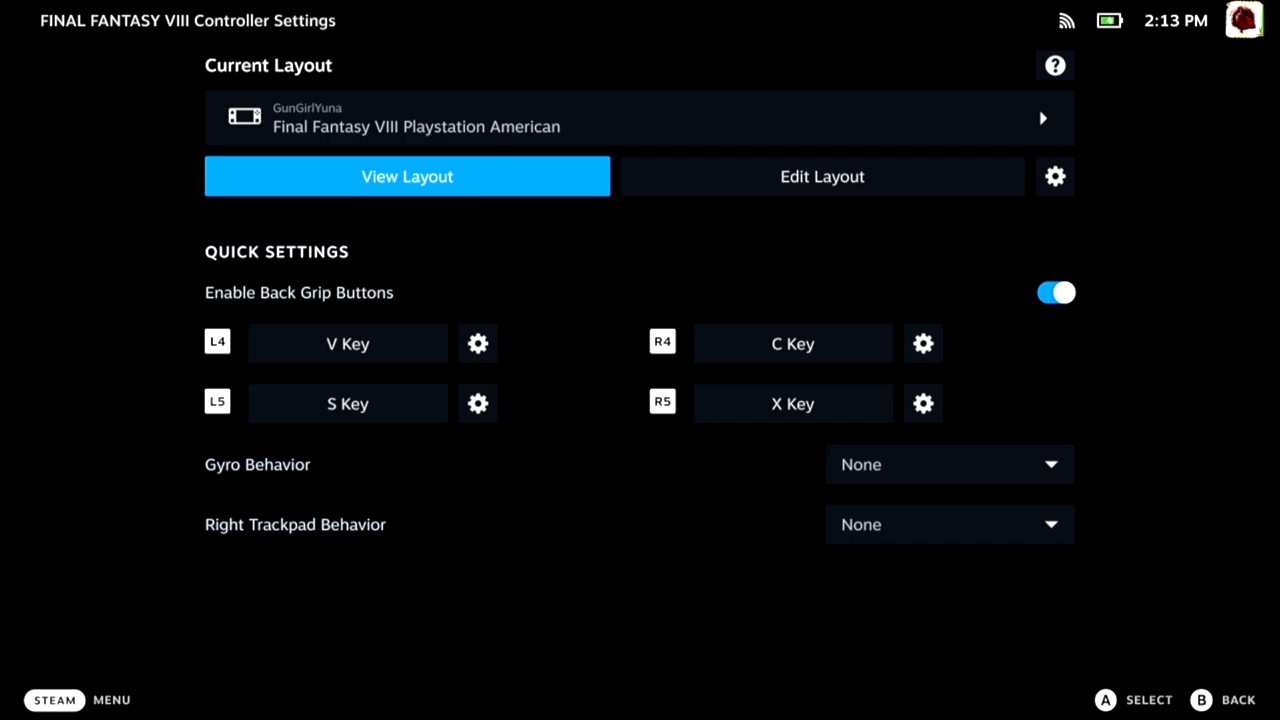 FINAL FANTASY VIII Controller Settings
2:13 PM
Current Layout
?
GunGirlYuna
Final Fantasy VIII Playstation American
View Layout
Edit Layout
QUICK SETTINGS
Enable Back Grip Buttons
L4 V Key R4 C Key
L5 S Key R5 X Key
Gyro Behavior None
Right Trackpad Behavior None
STEAM MENU A SELECT B BACK